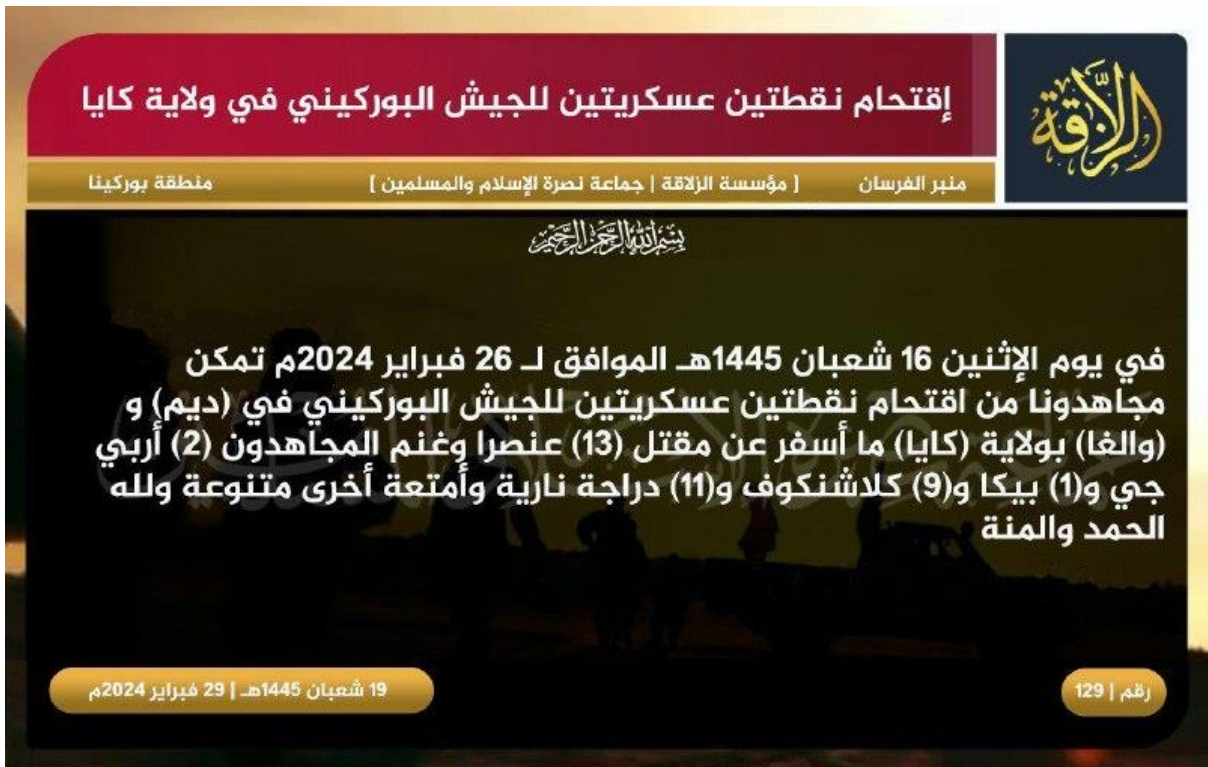 الزلاقة
إقتحام نقطتين عسكريتين للجيش البوركيني في ولاية كايا
منبر الفرسان [ مؤسسة الزلاقة | جماعة نصرة الإسلام والمسلمين ] منطقة بوركينا
بسم الله الرحمن الرحيم
في يوم الإثنين 16 شعبان 1445هـ الموافق لـ 26 فبراير 2024م تمكن
مجاهدونا من اقتحام نقطتين عسكريتين للجيش البوركيني في (ديم) و
(والغا) بولاية (كايا) ما أسفر عن مقتل (13) عنصرا وغنم المجاهدون (2) أربي
جي و(1) بيكا و(9) كلاشنكوف و(11) دراجة نارية وأمتعة أخرى متنوعة ولله
الحمد والمنة
رقم | 129
19 شعبان 1445هـ | 29 فبراير 2024م